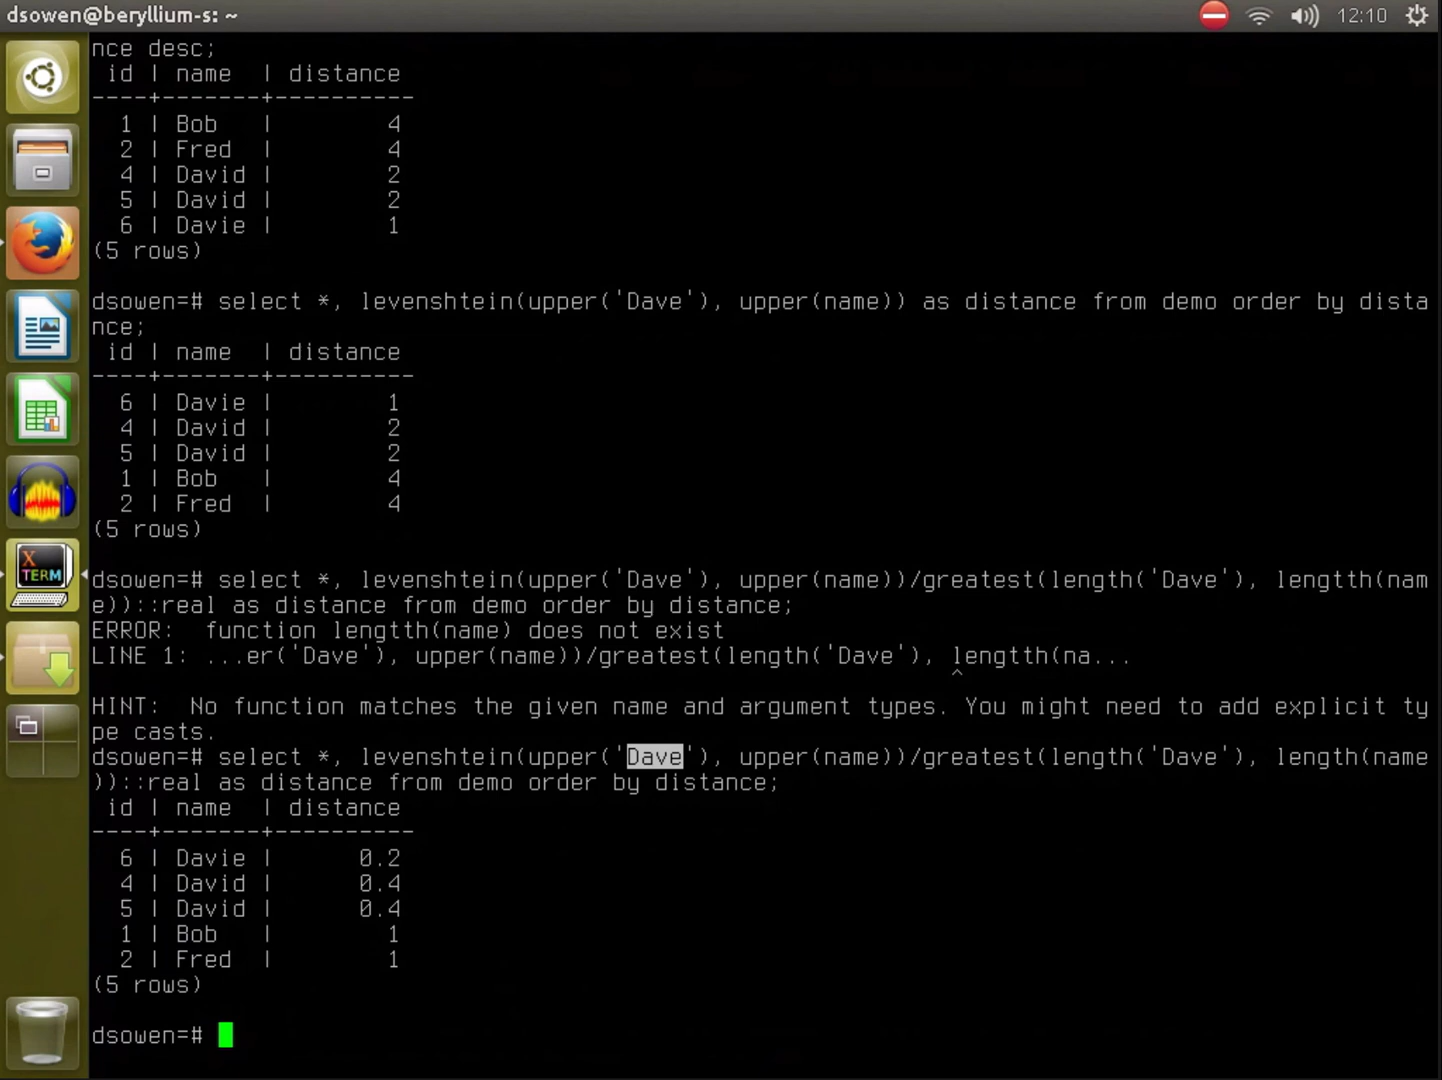 dsowen@beryllium-s: ~
12:10
nce desc;
 id | name  | distance
----+-------+----------
  1 | Bob   |        4
  2 | Fred  |        4
  4 | David |        2
  5 | David |        2
  6 | Davie |        1
(5 rows)
dsowen=# select *, levenshtein(upper('Dave'), upper(name)) as distance from demo order by dista
nce;
 id | name  | distance
----+-------+----------
  6 | Davie |        1
  4 | David |        2
  5 | David |        2
  1 | Bob   |        4
  2 | Fred  |        4
(5 rows)
dsowen=# select *, levenshtein(upper('Dave'), upper(name))/greatest(length('Dave'), lengtth(nam
e))::real as distance from demo order by distance;
ERROR:  function lengtth(name) does not exist
LINE 1: ...er('Dave'), upper(name))/greatest(length('Dave'), lengtth(na...
^
HINT:  No function matches the given name and argument types. You might need to add explicit ty
pe casts.
dsowen=# select *, levenshtein(upper('Dave'), upper(name))/greatest(length('Dave'), length(name
))::real as distance from demo order by distance;
 id | name  | distance
----+-------+----------
  6 | Davie |      0.2
  4 | David |      0.4
  5 | David |      0.4
  1 | Bob   |        1
  2 | Fred  |        1
(5 rows)
dsowen=#
X
TERM